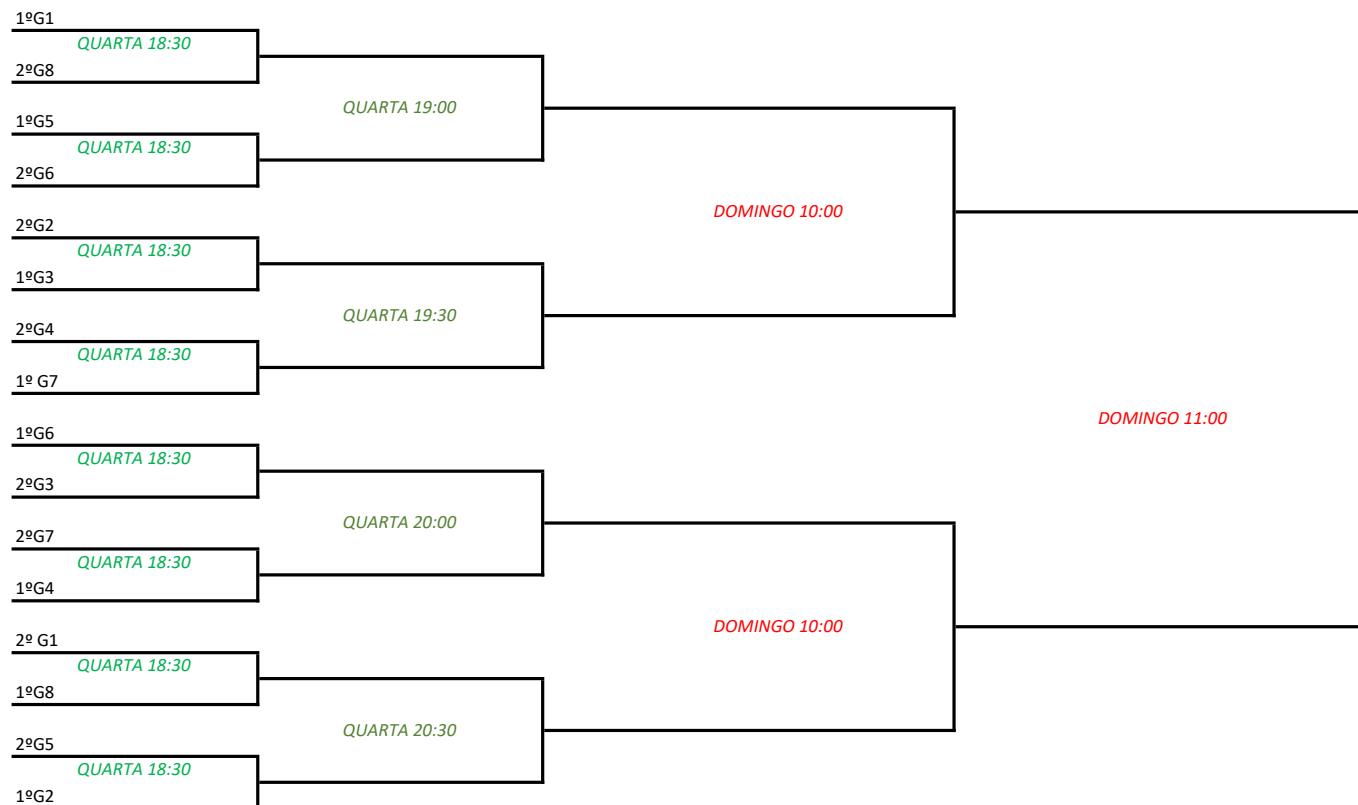 1ºG1
QUARTA 18:30
2ºG8
QUARTA 19:00
1ºG5
QUARTA 18:30
2ºG6
DOMINGO 10:00
2ºG2
QUARTA 18:30
1ºG3
QUARTA 19:30
2ºG4
QUARTA 18:30
1º G7
DOMINGO 11:00
1ºG6
QUARTA 18:30
2ºG3
QUARTA 20:00
2ºG7
QUARTA 18:30
1ºG4
DOMINGO 10:00
2º G1
QUARTA 18:30
1ºG8
QUARTA 20:30
2ºG5
QUARTA 18:30
1ºG2